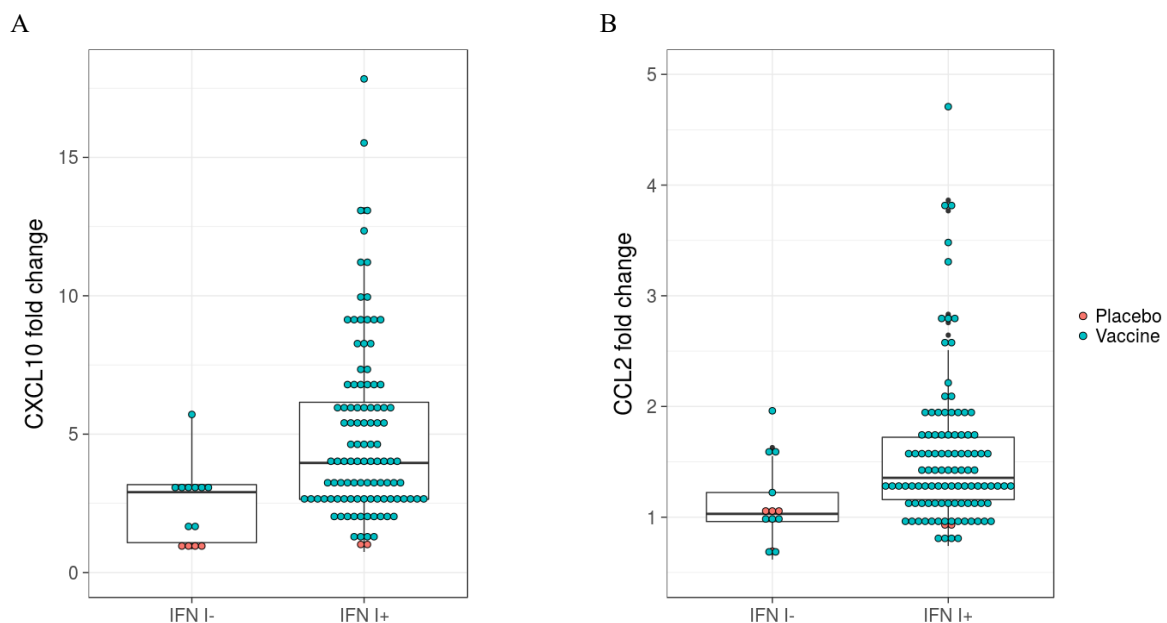 A
CXCL10 fold change
15
10
5
0
IFN I-
IFN I+
B
CCL2 fold change
5
4
3
2
1
IFN I-
IFN I+
Placebo
Vaccine